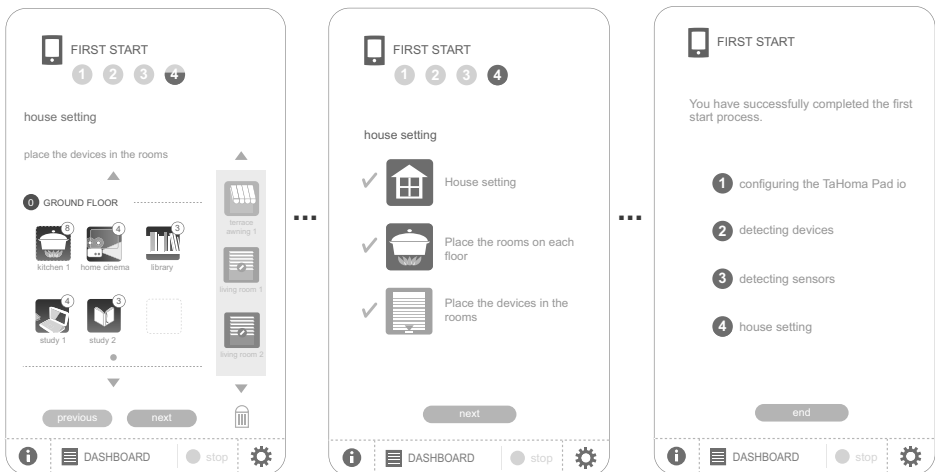 FIRST START
1 2 3 4
house setting
place the devices in the rooms
0 GROUND FLOOR
8
4
3
kitchen 1
home cinema
library
4
3
study 1
study 2
terrace
awning 1
living room 1
living room 2
previous
next
DASHBOARD
stop
...
FIRST START
1 2 3 4
house setting
House setting
Place the rooms on each
floor
Place the devices in the
rooms
next
DASHBOARD
stop
...
FIRST START
You have successfully completed the first
start process.
1 configuring the TaHoma Pad io
2 detecting devices
3 detecting sensors
4 house setting
end
DASHBOARD
stop